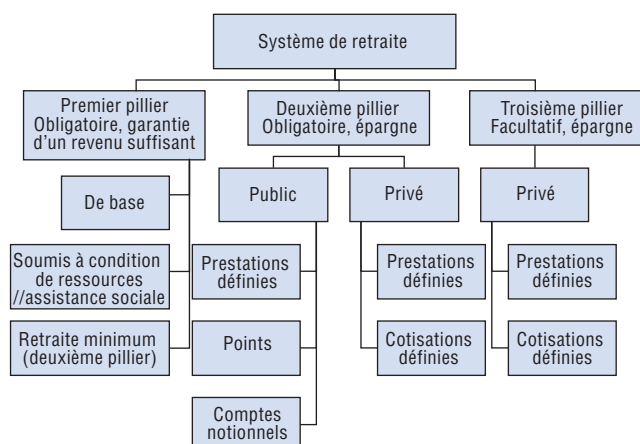 Système de retraite
Premier pillier
Obligatoire, garantie
d'un revenu suffisant
Deuxième pillier
Obligatoire, épargne
Troisième pillier
Facultatif, épargne
De base
Public
Privé
Privé
Soumis à condition
de ressources
//assistance sociale
Prestations
définies
Prestations
définies
Prestations
définies
Retraite minimum
(deuxième pillier)
Points
Cotisations
définies
Cotisations
définies
Comptes
notionnels